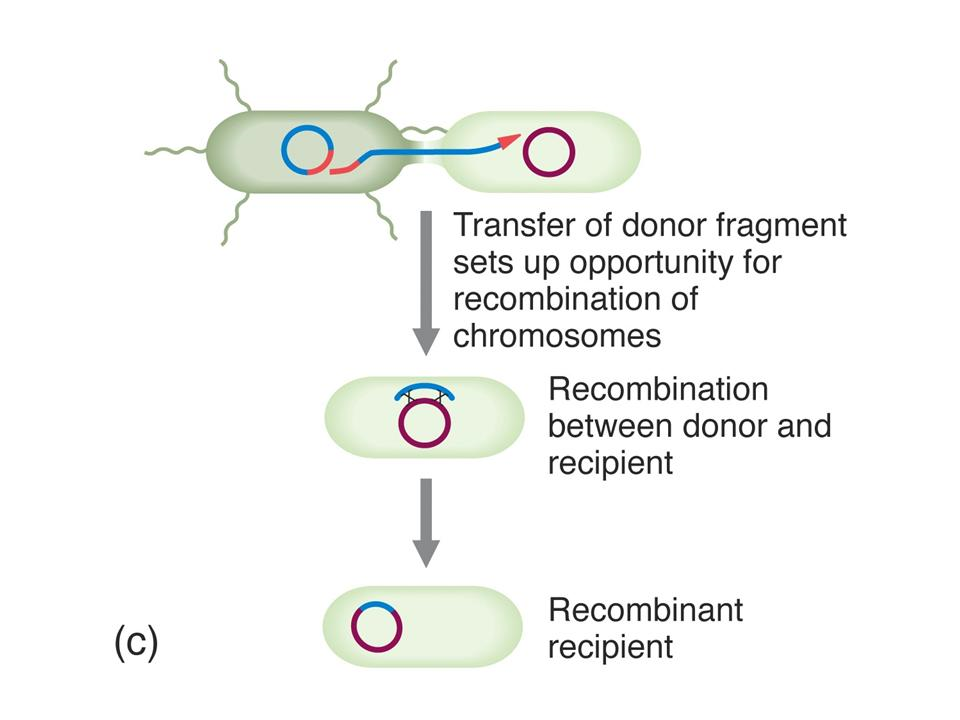 Transfer of donor fragment
sets up opportunity for
recombination of
chromosomes
Recombination
between donor and
recipient
Recombinant
recipient
(c)